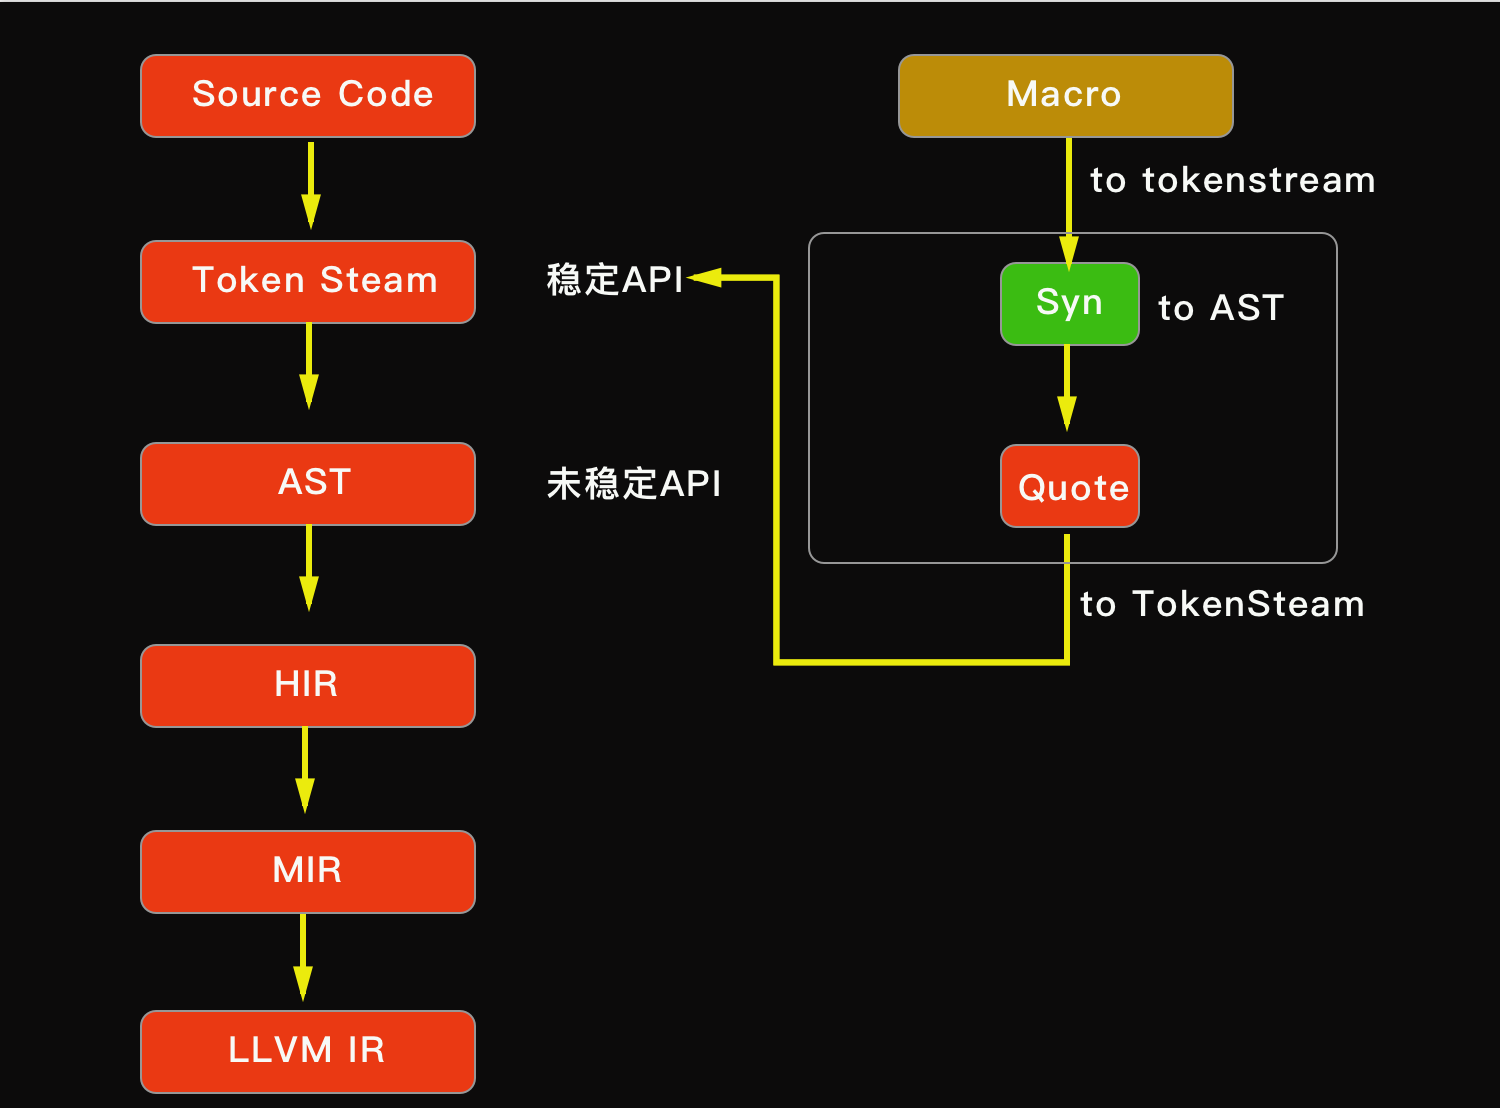 Source Code
Macro
to tokenstream
Token Steam
稳定API
Syn
to AST
AST
未稳定API
Quote
to TokenSteam
HIR
MIR
LLVM IR